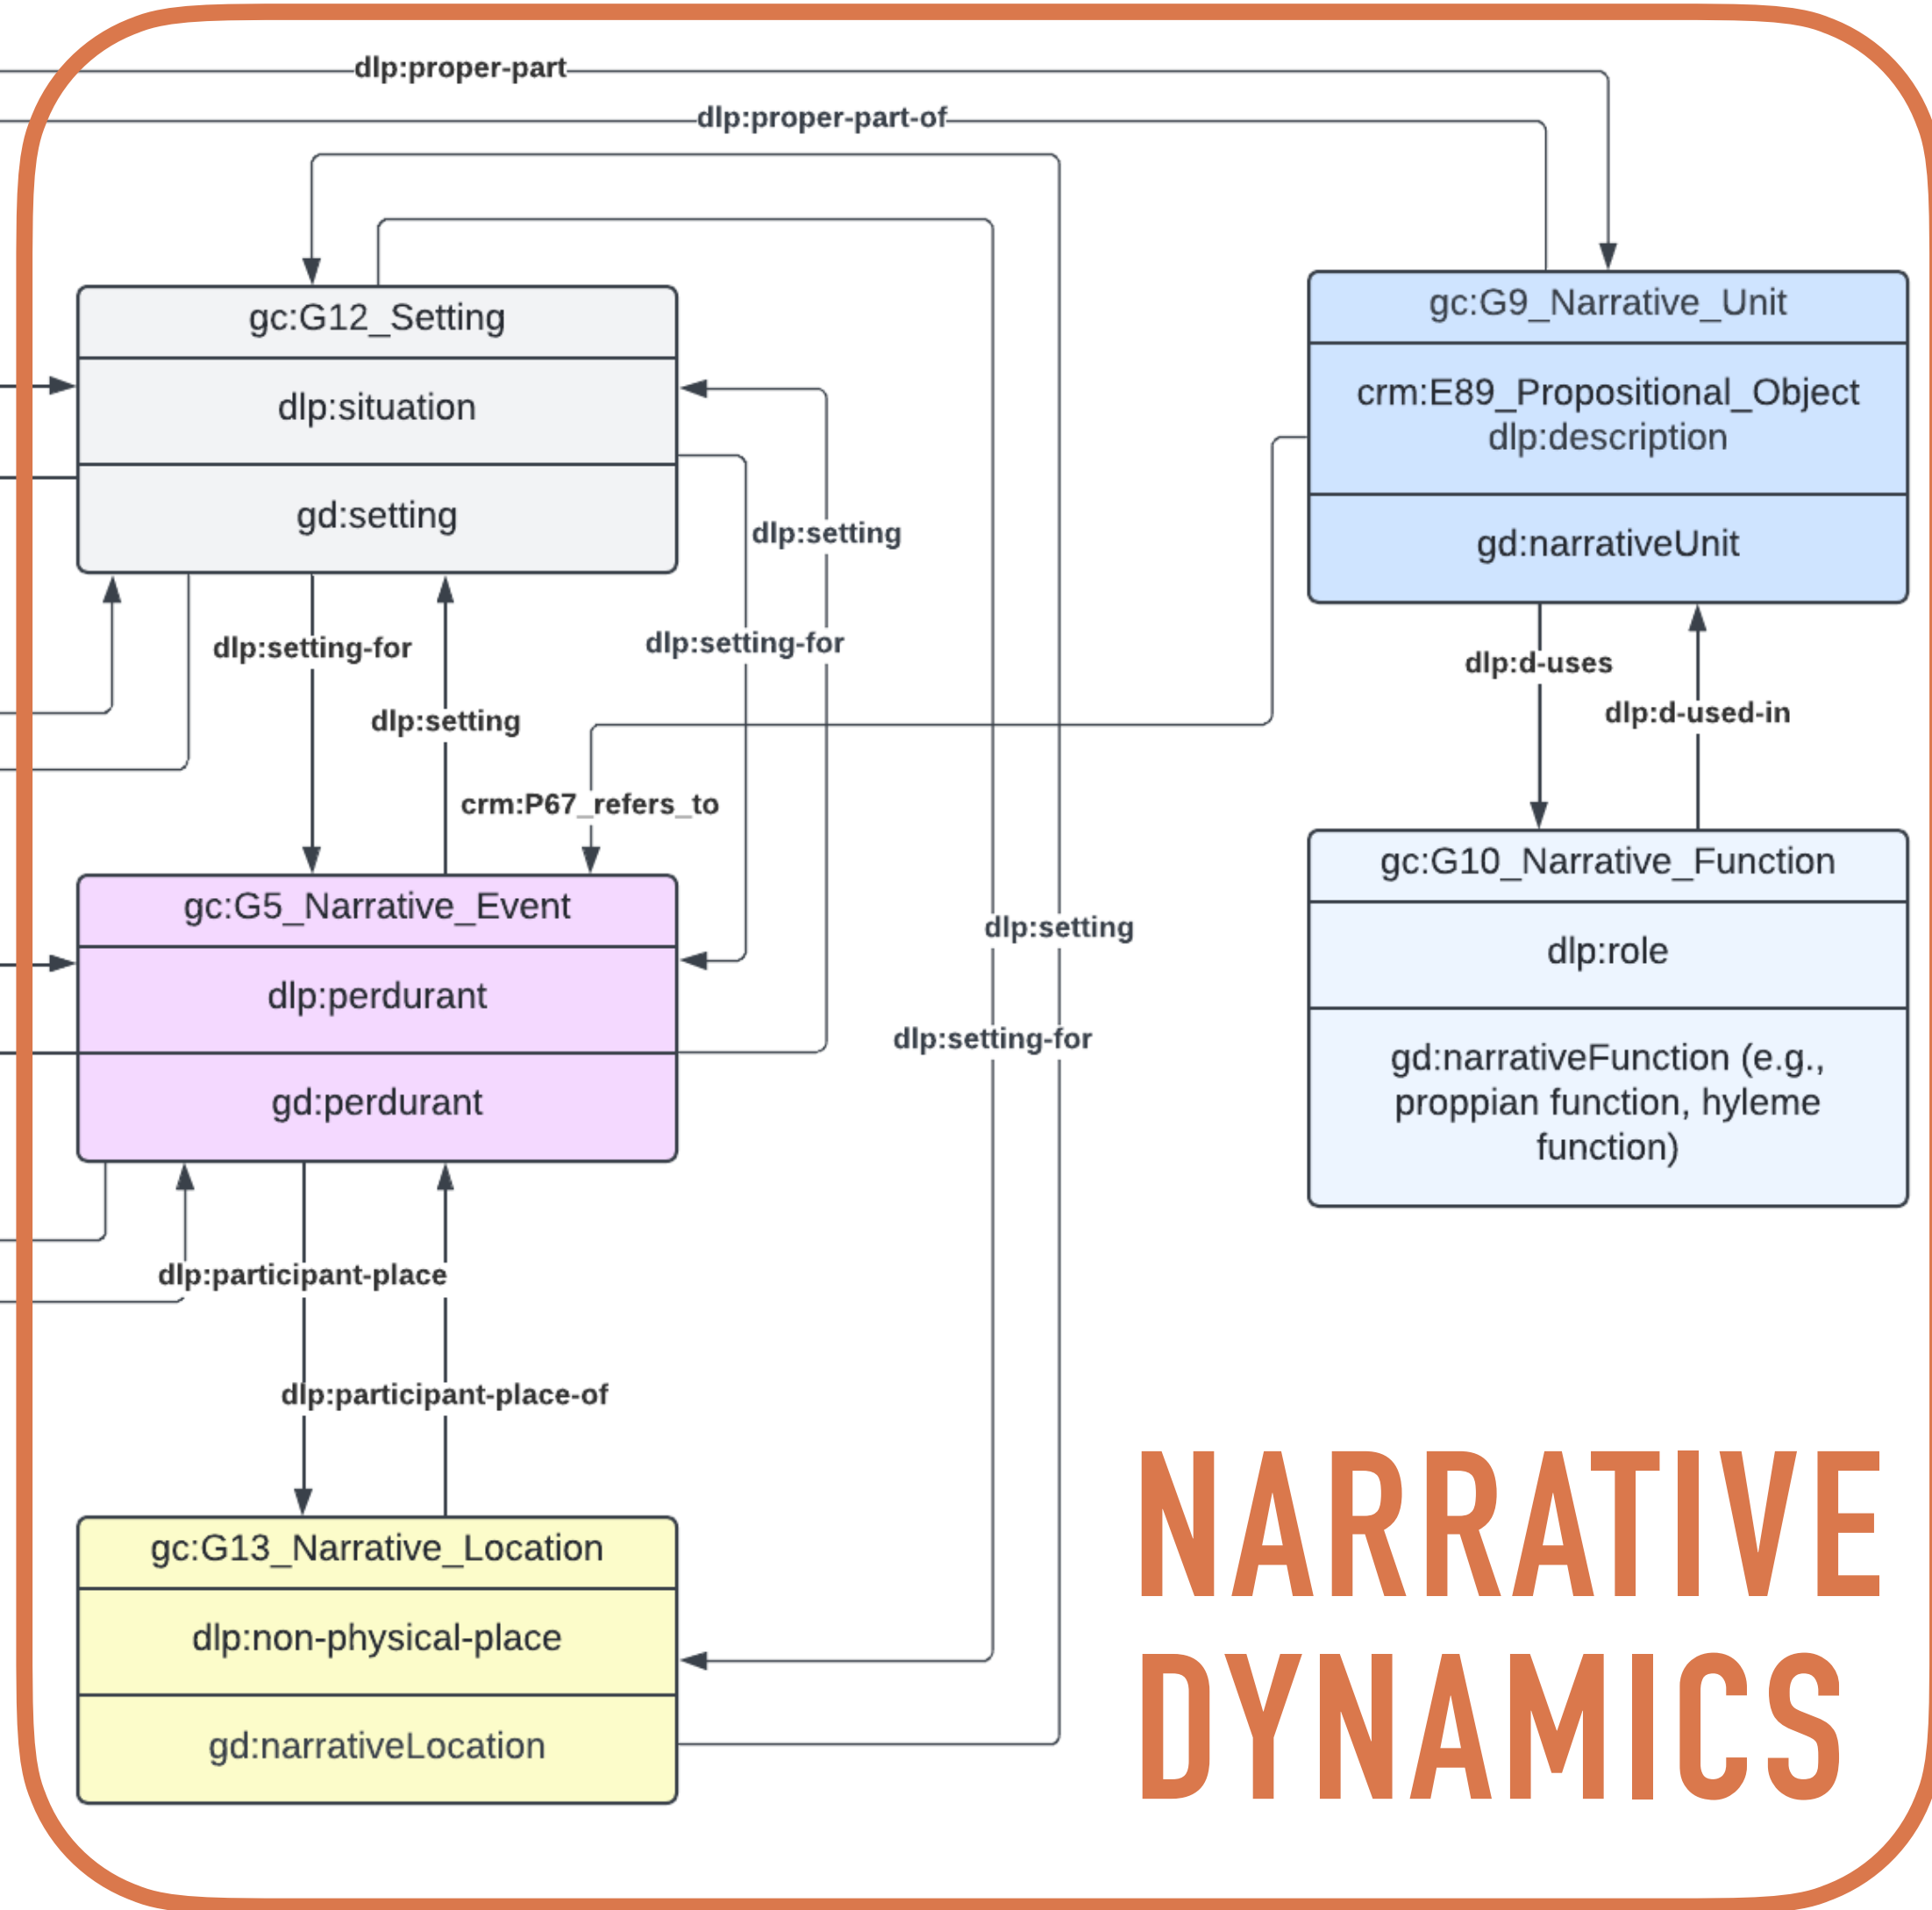 dlp:proper-part
dlp:proper-part-of
gc:G12_Setting
dlp:situation
gd:setting
gc:G9_Narrative_Unit
crm:E89_Propositional_Object
dlp:description
gd:narrativeUnit
dlp:setting
dlp:setting-for
dlp:setting-for
dlp:setting
crm:P67_refers_to
dlp:d-uses
dlp:d-used-in
gc:G5_Narrative_Event
dlp:perdurant
gd:perdurant
dlp:setting
dlp:setting-for
gc:G10_Narrative_Function
dlp:role
gd:narrativeFunction (e.g.,
proppian function, hyleme
function)
dlp:participant-place
dlp:participant-place-of
gc:G13_Narrative_Location
dlp:non-physical-place
gd:narrativeLocation
NARRATIVE
DYNAMICS